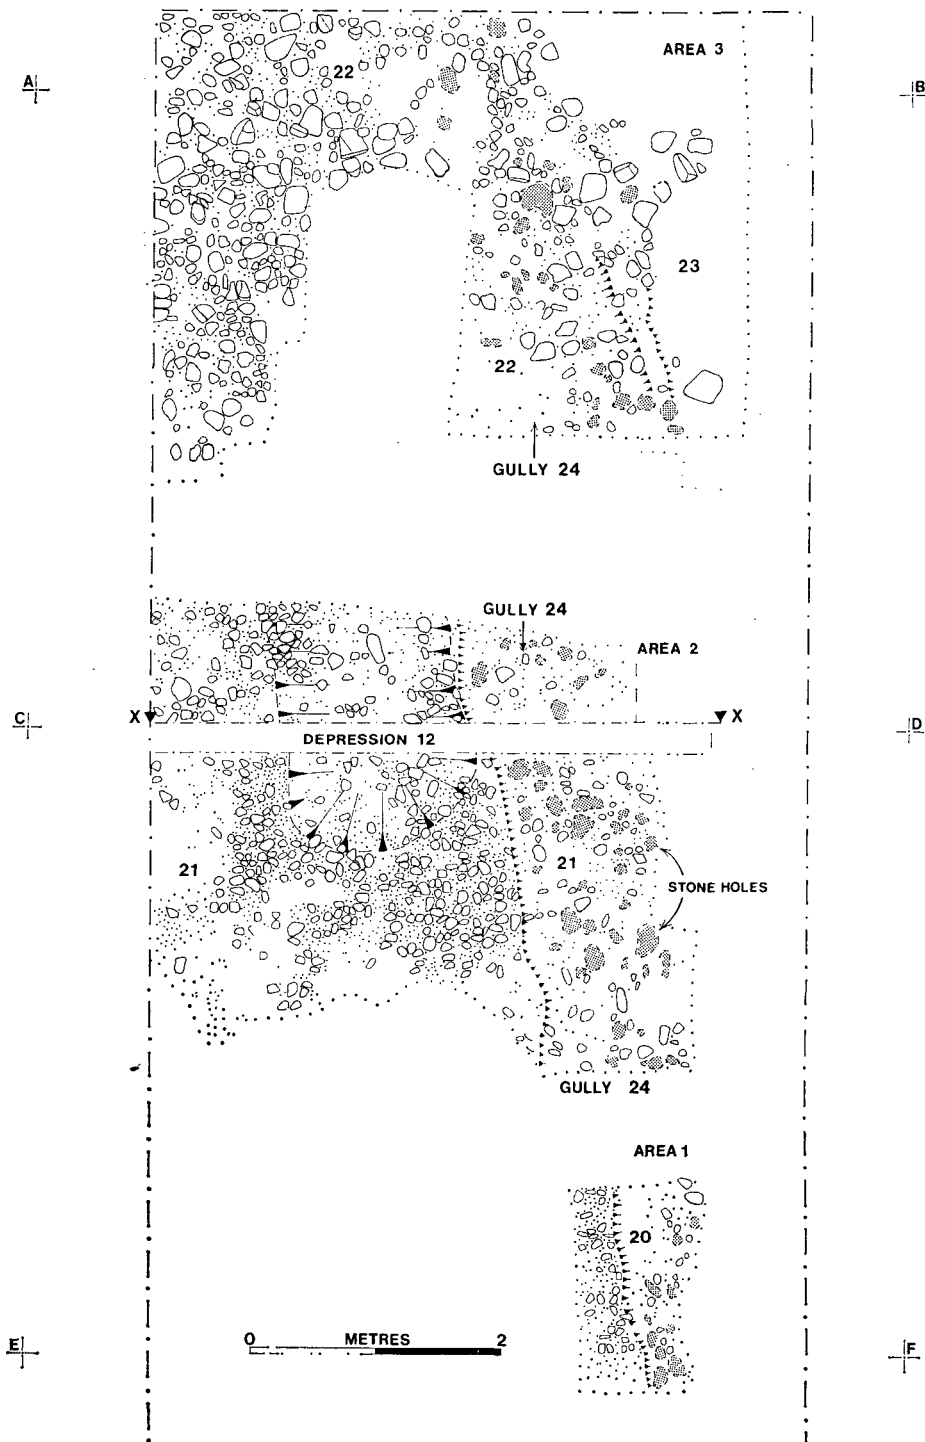 AREA 3
22
A
B
23
22
GULLY 24
GULLY 24
AREA 2
C
X
X
D
DEPRESSION 12
21
21
STONE HOLES
GULLY 24
AREA 1
20
0 METRES 2
E
F